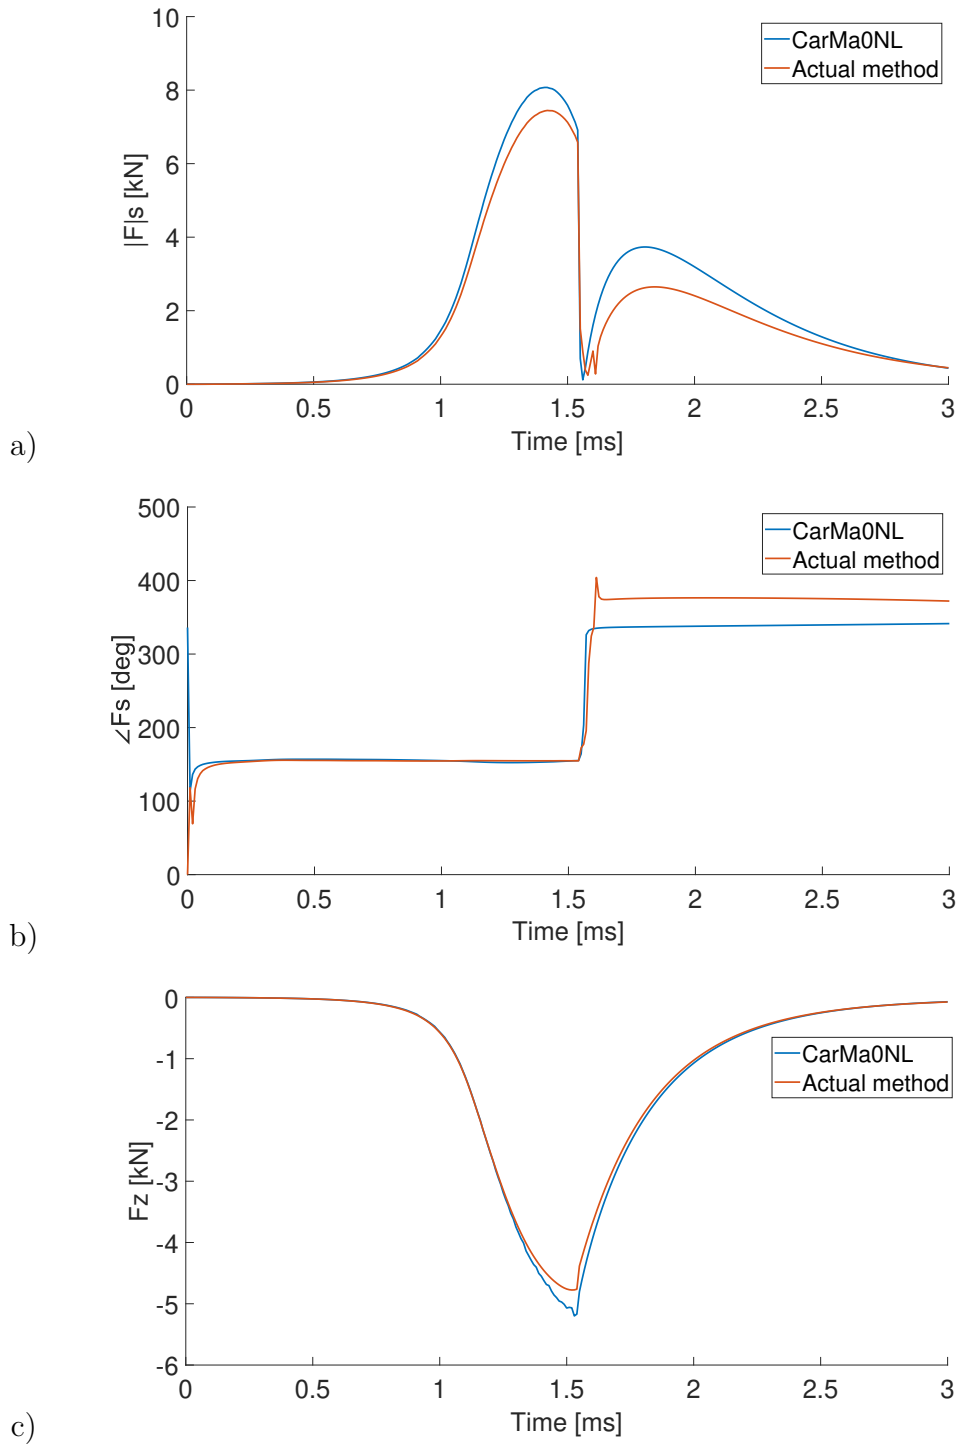 10
8
6
4
2
0
|F|s [kN]
CarMa0NL
Actual method
0 0.5 1 1.5 2 2.5 3
Time [ms]
a)
500
400
300
200
100
0
∠Fs [deg]
CarMa0NL
Actual method
0 0.5 1 1.5 2 2.5 3
Time [ms]
b)
0
-1
-2
-3
-4
-5
-6
Fz [kN]
CarMa0NL
Actual method
0 0.5 1 1.5 2 2.5 3
Time [ms]
c)